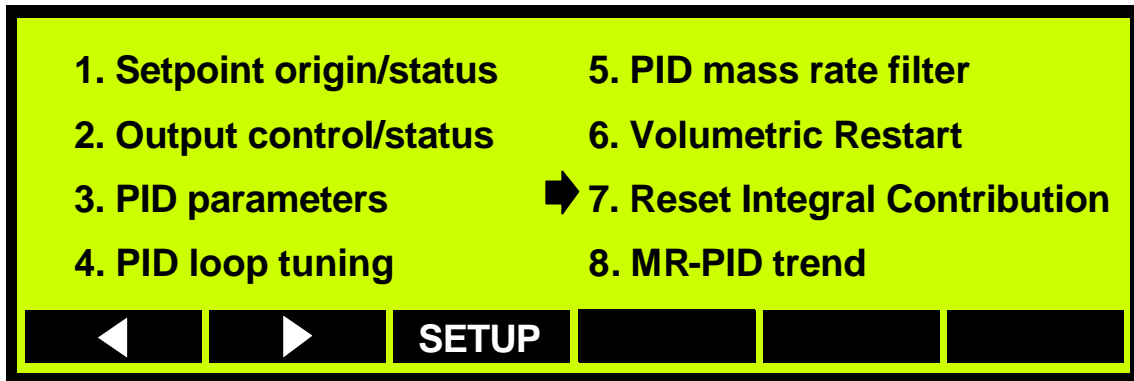 1. Setpoint origin/status
2. Output control/status
3. PID parameters
4. PID loop tuning
5. PID mass rate filter
6. Volumetric Restart
7. Reset Integral Contribution
8. MR-PID trend
SETUP